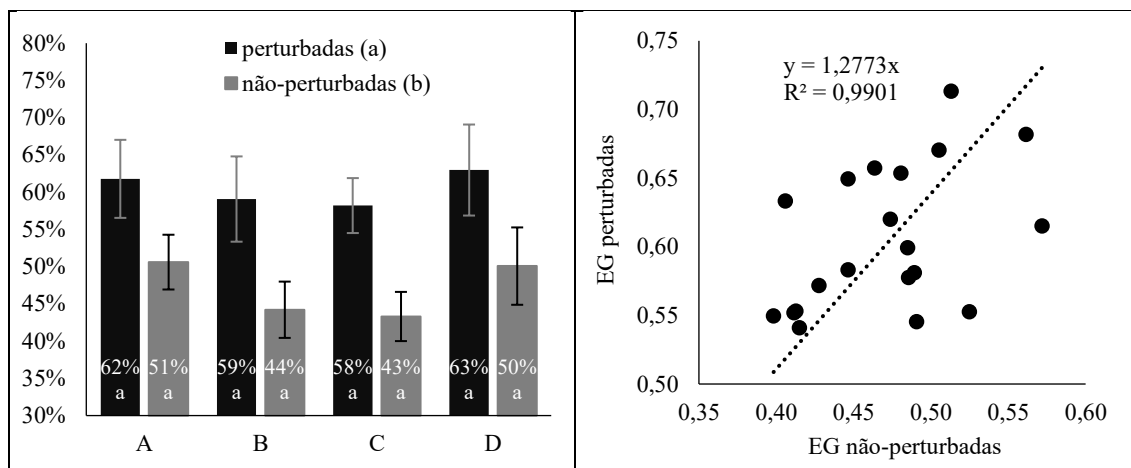 80%
75%
70%
65%
60%
55%
50%
45%
40%
35%
30%
perturbadas (a)
não-perturbadas (b)
62% 51% 59% 44% 58% 43% 63% 50%
a a a a a a a a
A B C D
0,75
0,70
0,65
0,60
0,55
0,50
EG perturbadas
y = 1,2773x
R² = 0,9901
0,35 0,40 0,45 0,50 0,55 0,60
EG não-perturbadas